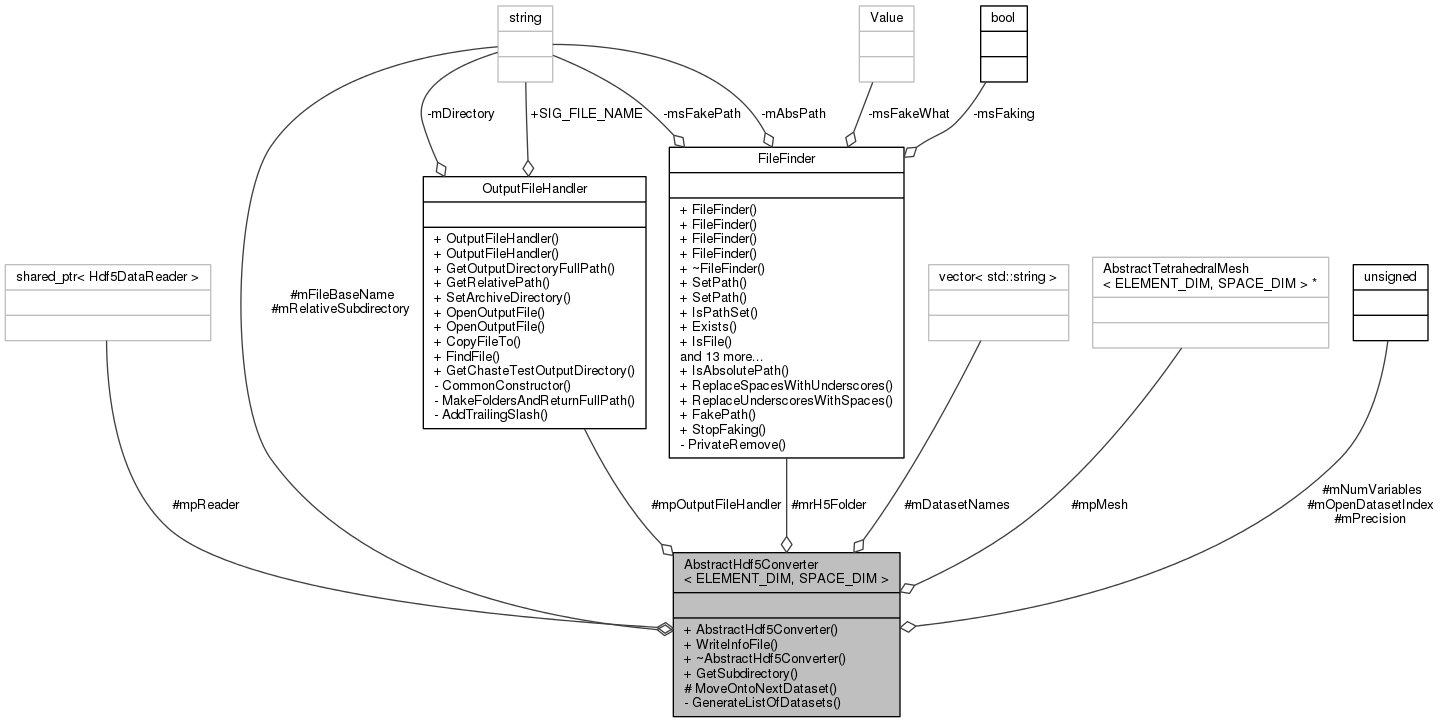 string
Value
bool
-mDirectory
+SIG_FILE_NAME
-msFakePath
-mAbsPath
-msFakeWhat
-msFaking
OutputFileHandler
+ OutputFileHandler()
+ OutputFileHandler()
+ GetOutputDirectoryFullPath()
+ GetRelativePath()
+ SetArchiveDirectory()
+ OpenOutputFile()
+ OpenOutputFile()
+ CopyFileTo()
+ FindFile()
+ GetChasteTestOutputDirectory()
- CommonConstructor()
- MakeFoldersAndReturnFullPath()
- AddTrailingSlash()
FileFinder
+ FileFinder()
+ FileFinder()
+ FileFinder()
+ FileFinder()
+ ~FileFinder()
+ SetPath()
+ SetPath()
+ IsPathSet()
+ Exists()
+ IsFile()
and 13 more...
+ IsAbsolutePath()
+ ReplaceSpacesWithUnderscores()
+ ReplaceUnderscoresWithSpaces()
+ FakePath()
+ StopFaking()
- PrivateRemove()
shared_ptr< Hdf5DataReader >
#mFileBaseName
#mRelativeSubdirectory
vector< std::string >
AbstractTetrahedralMesh
< ELEMENT_DIM, SPACE_DIM > *
unsigned
#mpReader
#mpOutputFileHandler
#mrH5Folder
#mDatasetNames
#mpMesh
#mNumVariables
#mOpenDatasetIndex
#mPrecision
AbstractHdf5Converter
< ELEMENT_DIM, SPACE_DIM >
+ AbstractHdf5Converter()
+ WriteInfoFile()
+ ~AbstractHdf5Converter()
+ GetSubdirectory()
# MoveOntoNextDataset()
- GenerateListOfDatasets()